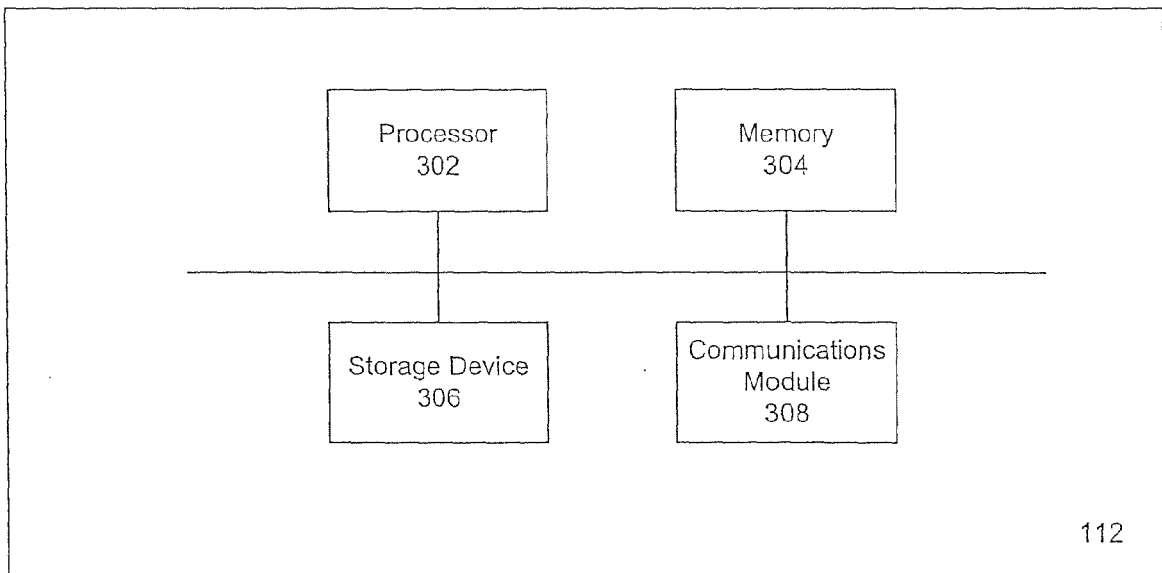 Processor
302
Memory
304
Storage Device
306
Communications
Module
308
112